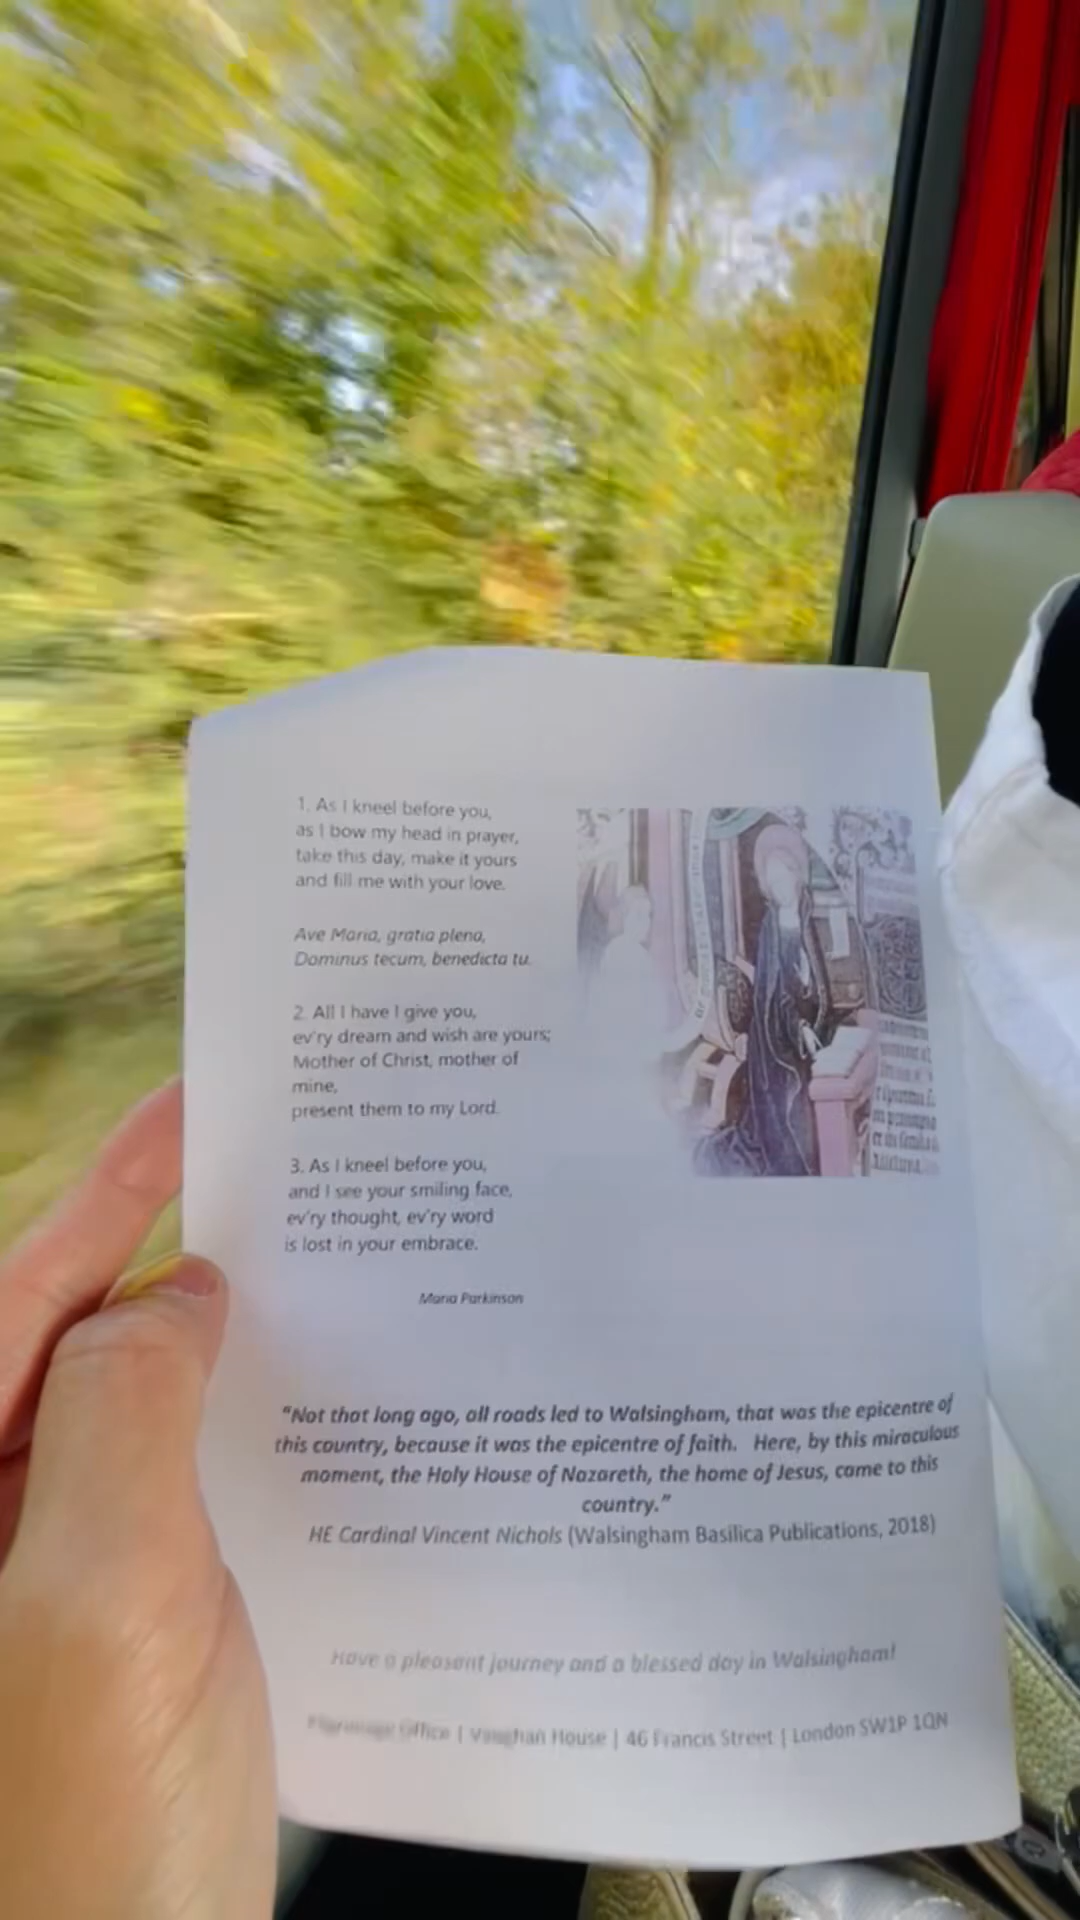 1. As I kneel before you,
as I bow my head in prayer,
take this day, make it yours
and fill me with your love.
Ave Maria, gratia plena,
Dominus tecum, benedicta tu.
2. All I have I give you,
ev'ry dream and wish are yours;
Mother of Christ, mother of
mine,
present them to my Lord.
3. As I kneel before you,
and I see your smiling face,
ev'ry thought, ev'ry word
is lost in your embrace.
Maria Parkinson
"Not that long ago, all roads led to Walsingham, that was the epicentre of
this country, because it was the epicentre of faith. Here, by this miraculous
moment, the Holy House of Nazareth, the home of Jesus, came to this
country."
HE Cardinal Vincent Nichols (Walsingham Basilica Publications, 2018)
Have a pleasant journey and a blessed day in Walsingham!
Office | Vaughan House | 46 Francis Street | London SW1P 1QN